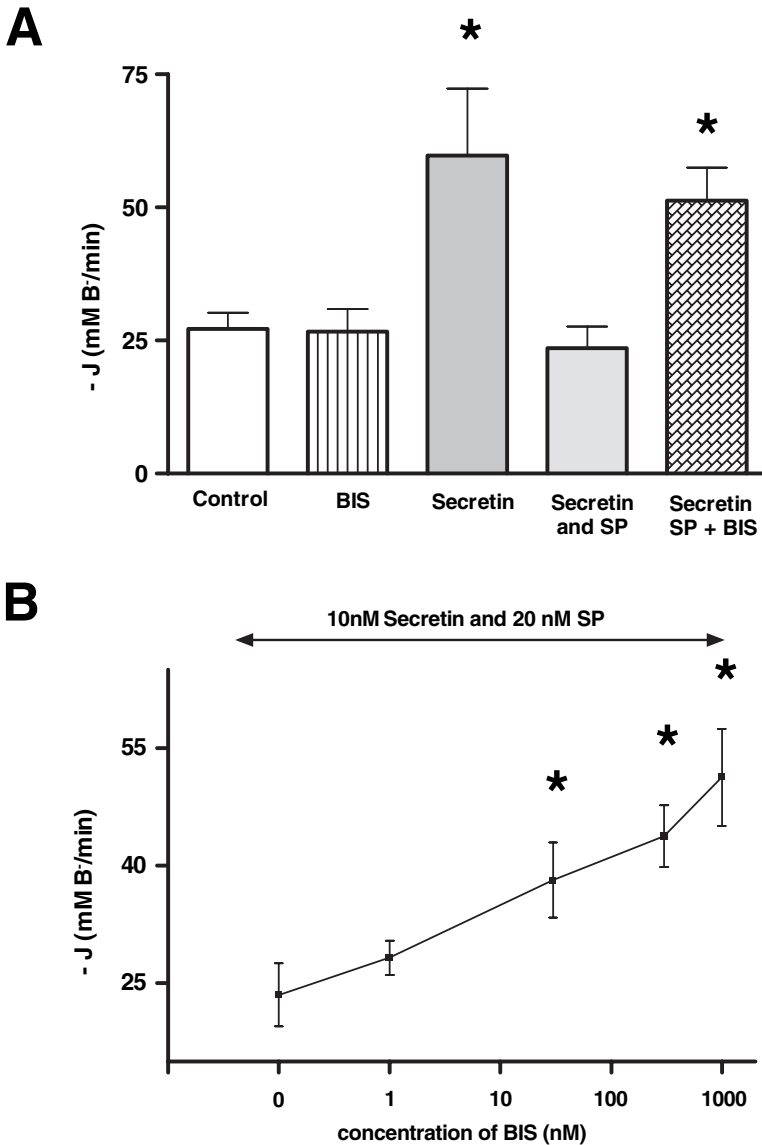 A
*
*
75
50
25
0
- J (mM B-/min)
Control
BIS
Secretin
Secretin
and SP
Secretin
SP + BIS
B
10nM Secretin and 20 nM SP
*
*
*
55
40
25
- J (mM B-/min)
0
1
10
100
1000
concentration of BIS (nM)